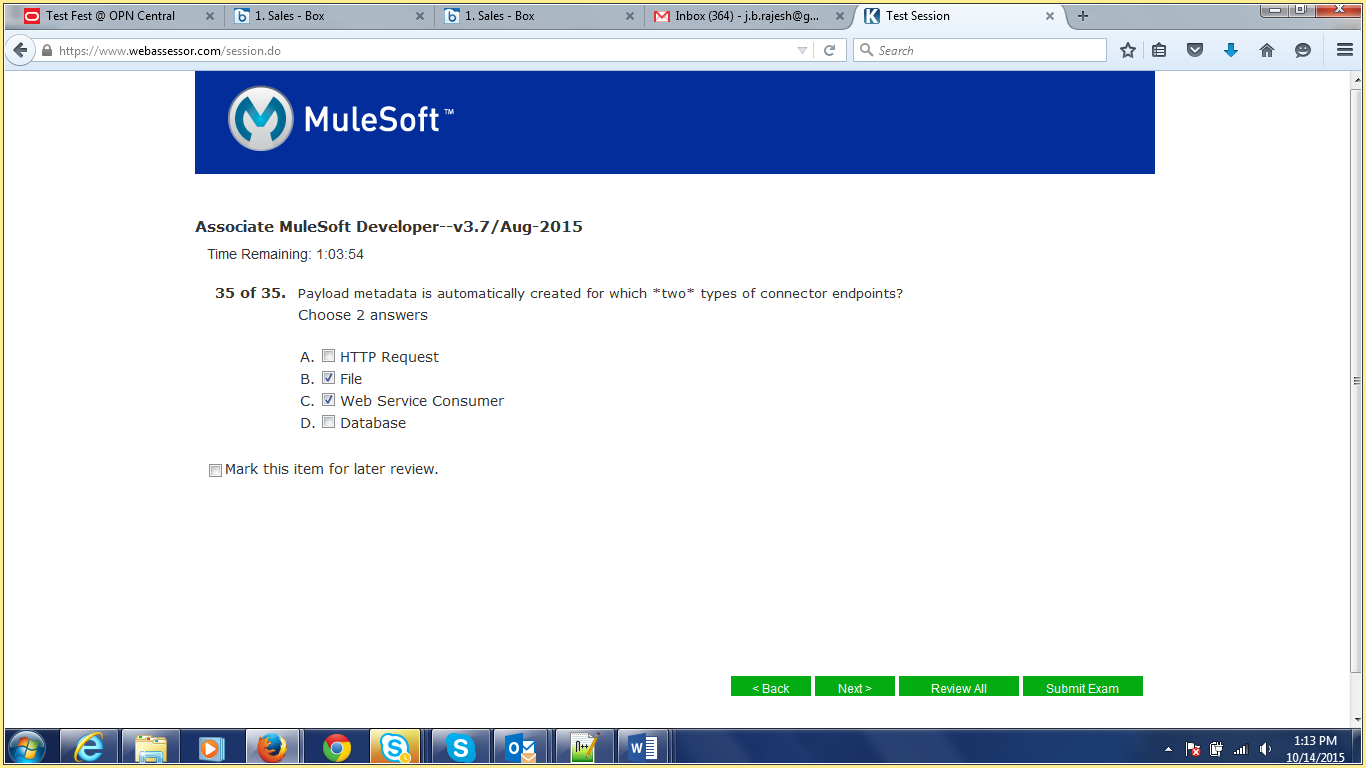 Test Fest @ OPN Central
1. Sales - Box
1. Sales - Box
Inbox (364) - j.b.rajesh@g...
Test Session
https://www.webassessor.com/session.do
Search
MuleSoft™
Associate MuleSoft Developer--v3.7/Aug-2015
Time Remaining: 1:03:54
35 of 35. Payload metadata is automatically created for which *two* types of connector endpoints?
Choose 2 answers
A. HTTP Request
B. File
C. Web Service Consumer
D. Database
Mark this item for later review.
< Back
Next >
Review All
Submit Exam
1:13 PM
10/14/2015